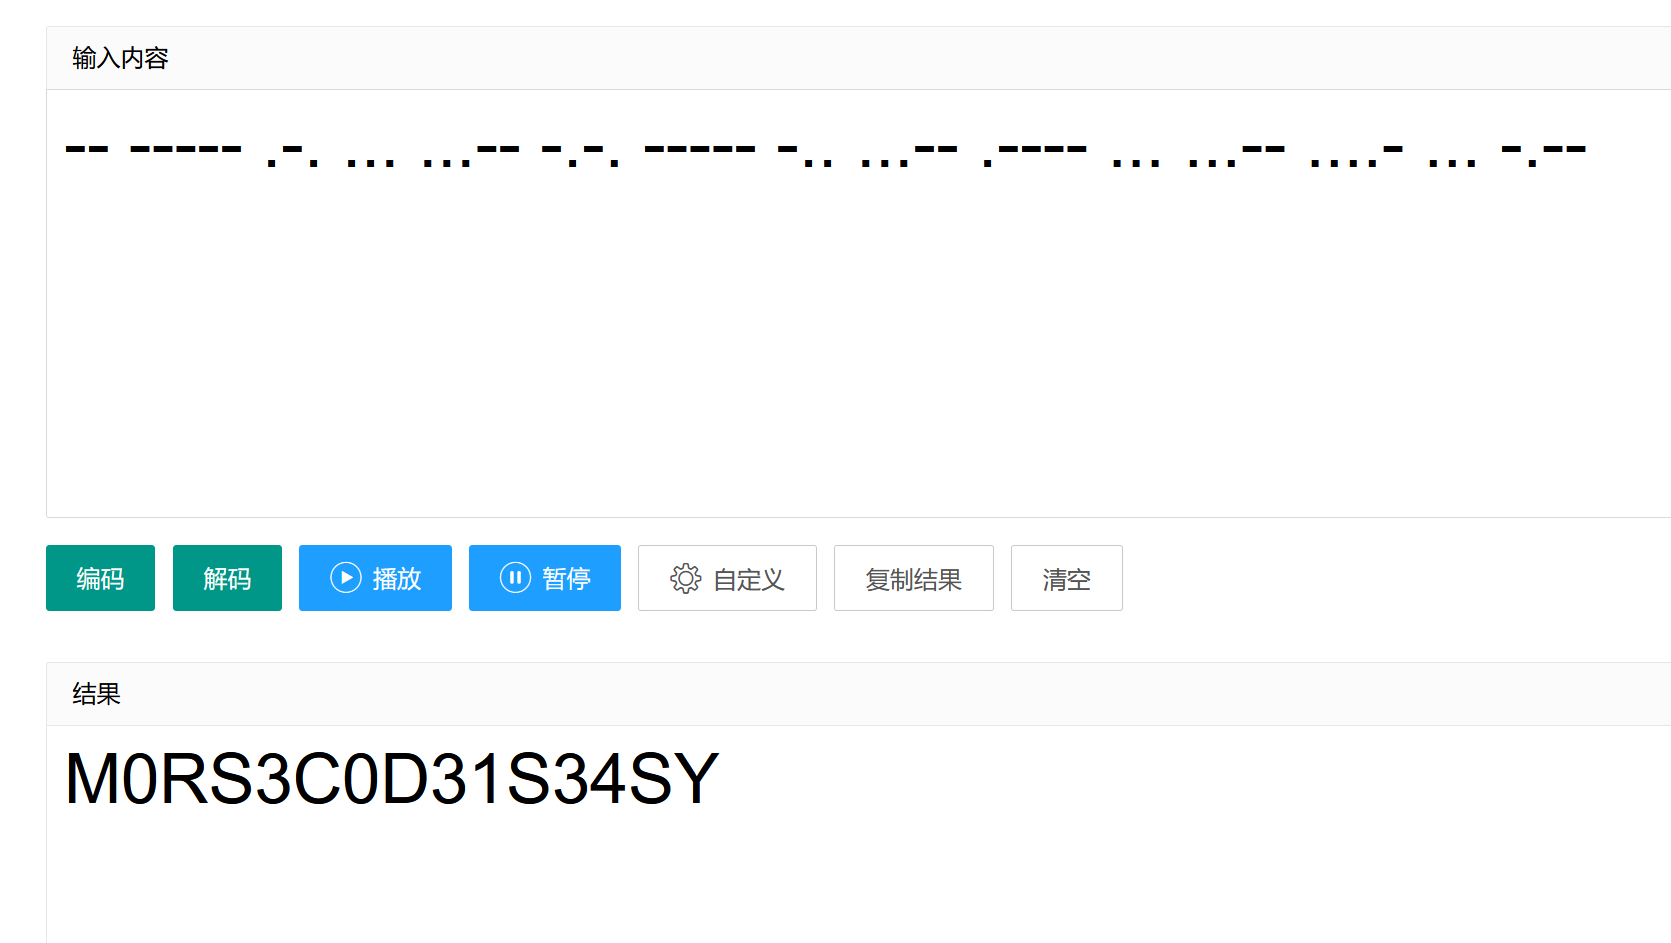 输入内容
-- ----- .-. ... ...-- -.-. ----- -.. ...-- .---- ... ...-- ....- ... -.--
编码 解码 播放 暂停 自定义 复制结果 清空
结果
M0RS3C0D31S34SY